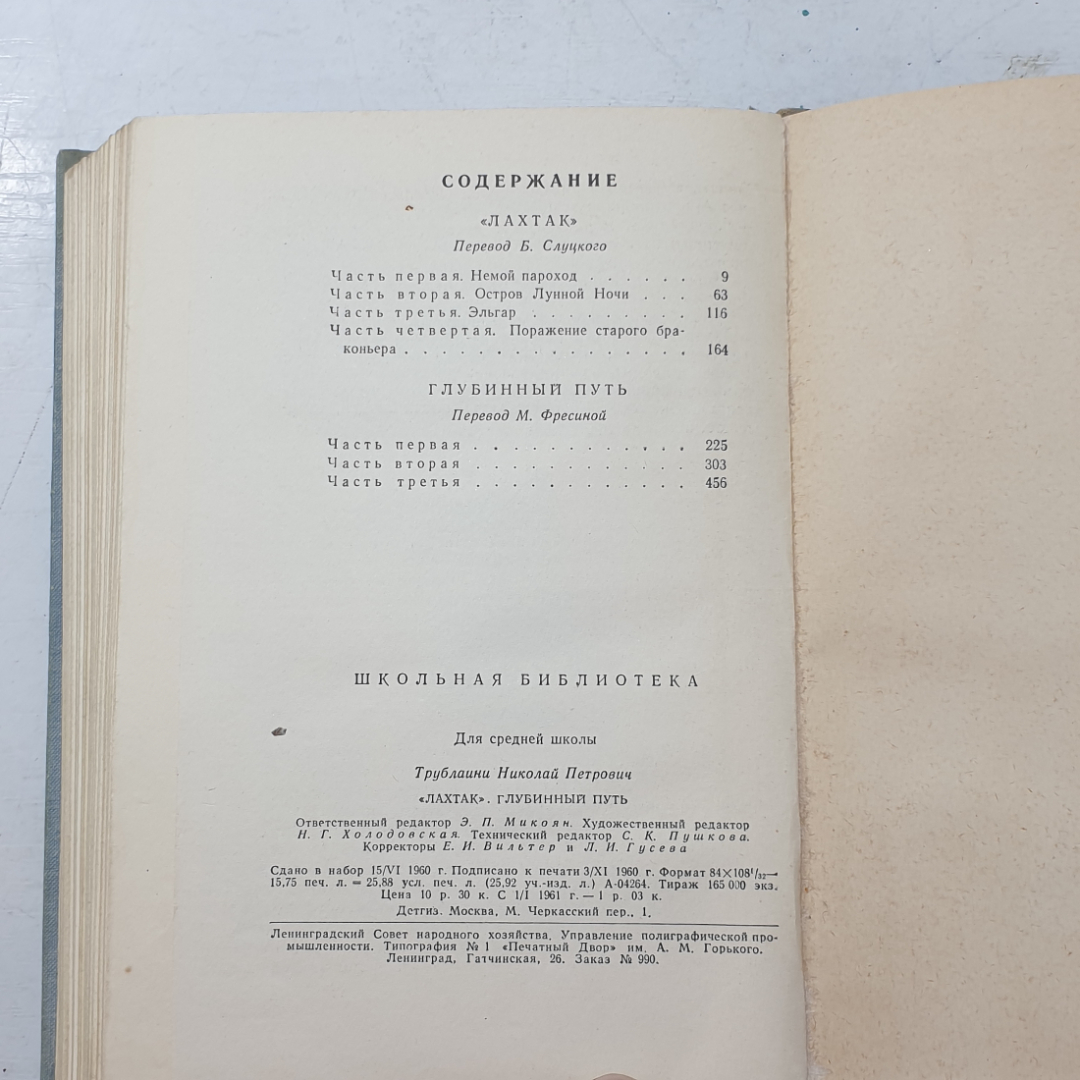 СОДЕРЖАНИЕ
«ЛАХТАК»
Перевод Б. Слуцкого
Часть первая. Немой пароход . . . . . . 9
Часть вторая. Остров Лунной Ночи . . . 63
Часть третья. Эльгар . . . . . . . . . 116
Часть четвертая. Поражение старого бра-
коньера . . . . . . . . . . . . . . . 164
ГЛУБИННЫЙ ПУТЬ
Перевод М. Фресиной
Часть первая . . . . . . . . . . . . 225
Часть вторая . . . . . . . . . . . . 303
Часть третья . . . . . . . . . . . . 456
ШКОЛЬНАЯ БИБЛИОТЕКА
Для средней школы
Трублаини Николай Петрович
«ЛАХТАК». ГЛУБИННЫЙ ПУТЬ
Ответственный редактор Э. П. Микоян. Художественный редактор
Н. Г. Холодовская. Технический редактор С. К. Пушкова.
Корректоры Е. И. Вильтер и Л. И. Гусева
Сдано в набор 15/VI 1960 г. Подписано к печати 3/XI 1960 г. Формат 84×108¹/₃₂—
15,75 печ. л. = 25,88 усл. печ. л. (25,92 уч.-изд. л.) А-04264. Тираж 165 000 экз.
Цена 10 р. 30 к. С 1/I 1961 г. — 1 р. 03 к.
Детгиз. Москва, М. Черкасский пер., 1.
Ленинградский Совет народного хозяйства, Управление полиграфической про-
мышленности. Типография № 1 «Печатный Двор» им. А. М. Горького.
Ленинград, Гатчинская, 26. Заказ № 990.